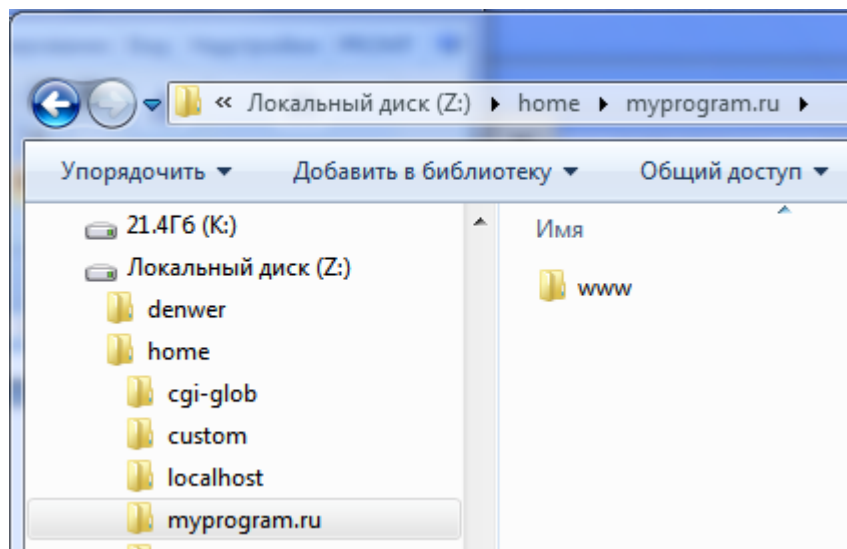 « Локальный диск (Z:) ▸ home ▸ myprogram.ru ▸
Упорядочить ▾ Добавить в библиотеку ▾ Общий доступ ▾
21.4Гб (K:)
Локальный диск (Z:)
denwer
home
cgi-glob
custom
localhost
myprogram.ru
Имя
www